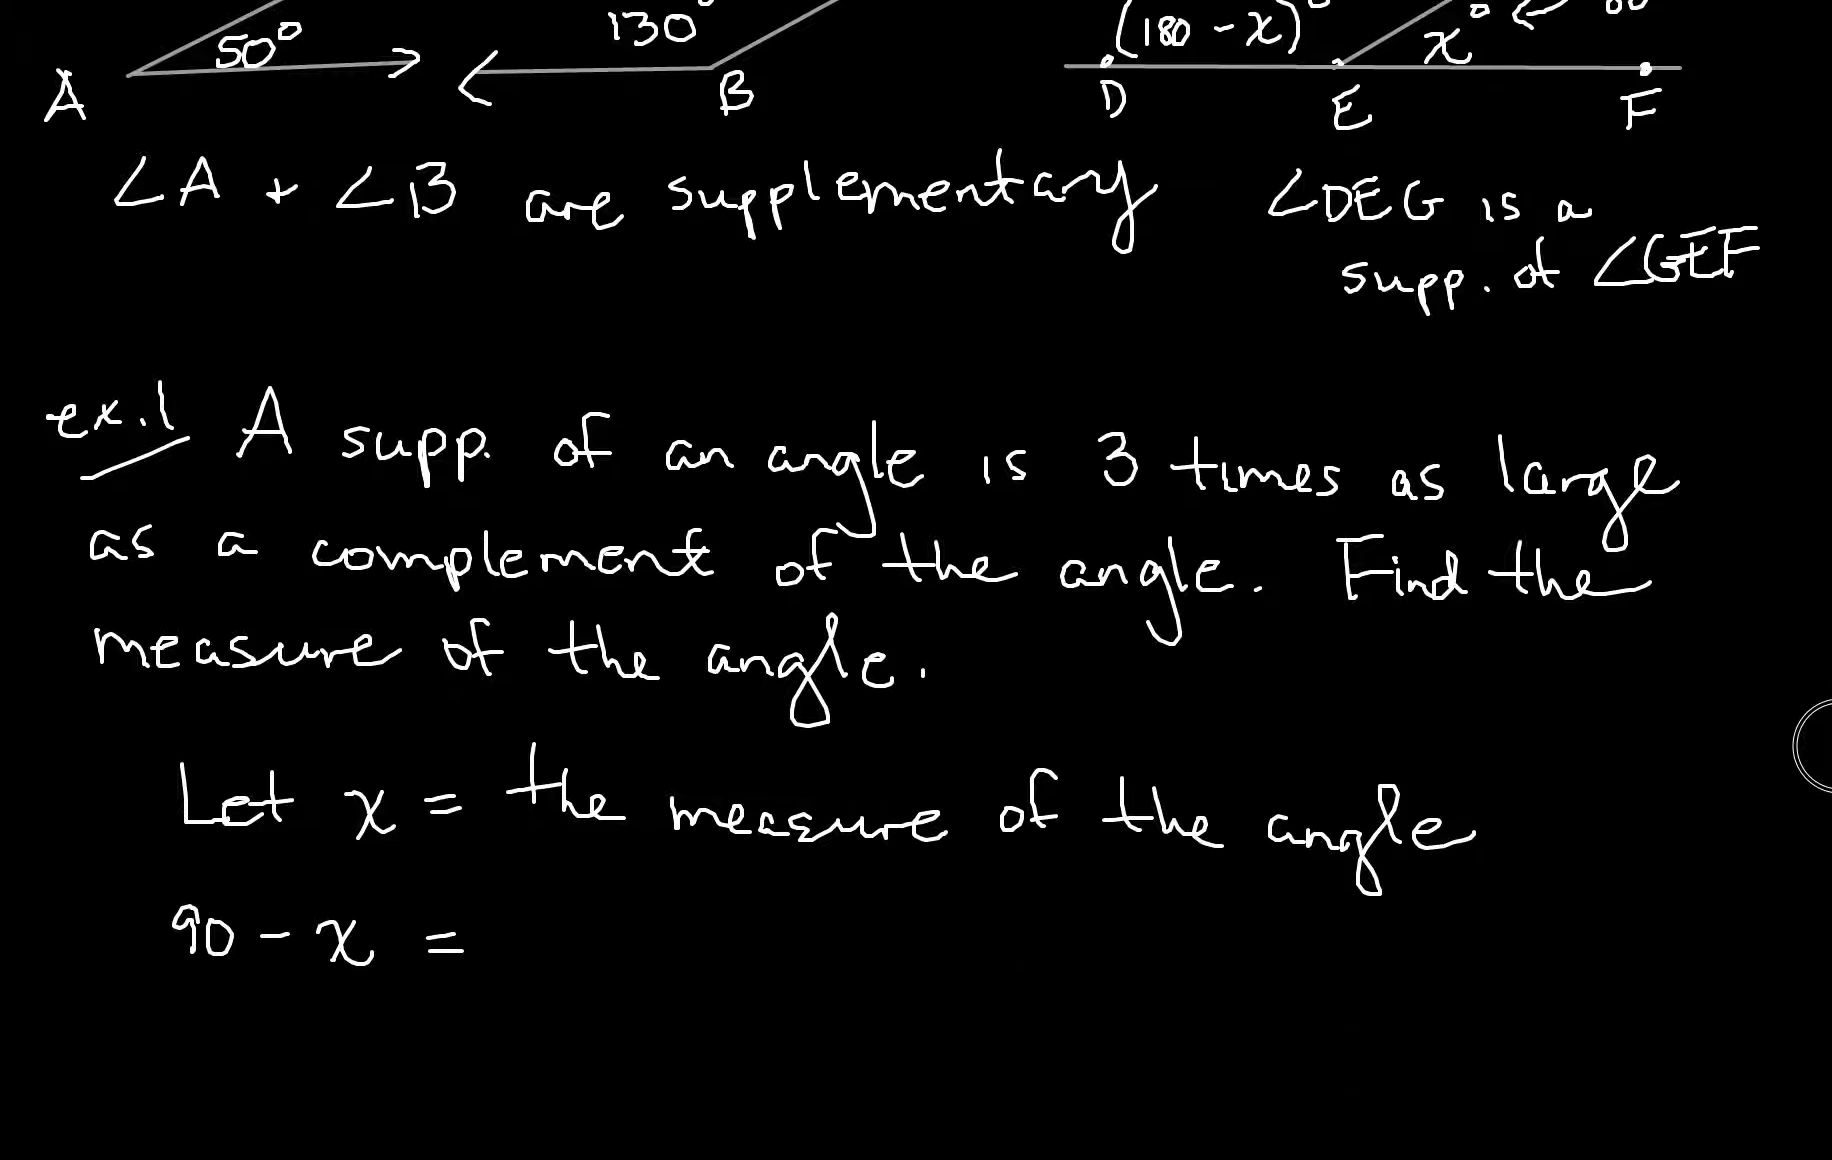 50° 130° (180 - x)° x°
A B D E F
∠A + ∠B are supplementary ∠DEG is a
supp. of ∠GEF
ex.1 A supp. of an angle is 3 times as large
as a complement of the angle. Find the
measure of the angle.
Let x = the measure of the angle
90 - x =